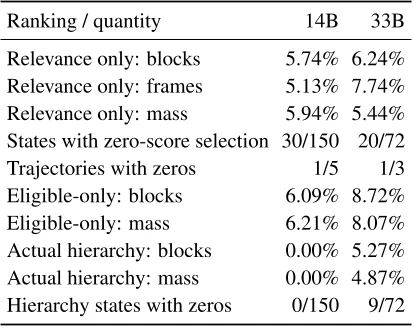 Ranking / quantity 14B 33B
Relevance only: blocks 5.74% 6.24%
Relevance only: frames 5.13% 7.74%
Relevance only: mass 5.94% 5.44%
States with zero-score selection 30/150 20/72
Trajectories with zeros 1/5 1/3
Eligible-only: blocks 6.09% 8.72%
Eligible-only: mass 6.21% 8.07%
Actual hierarchy: blocks 0.00% 5.27%
Actual hierarchy: mass 0.00% 4.87%
Hierarchy states with zeros 0/150 9/72